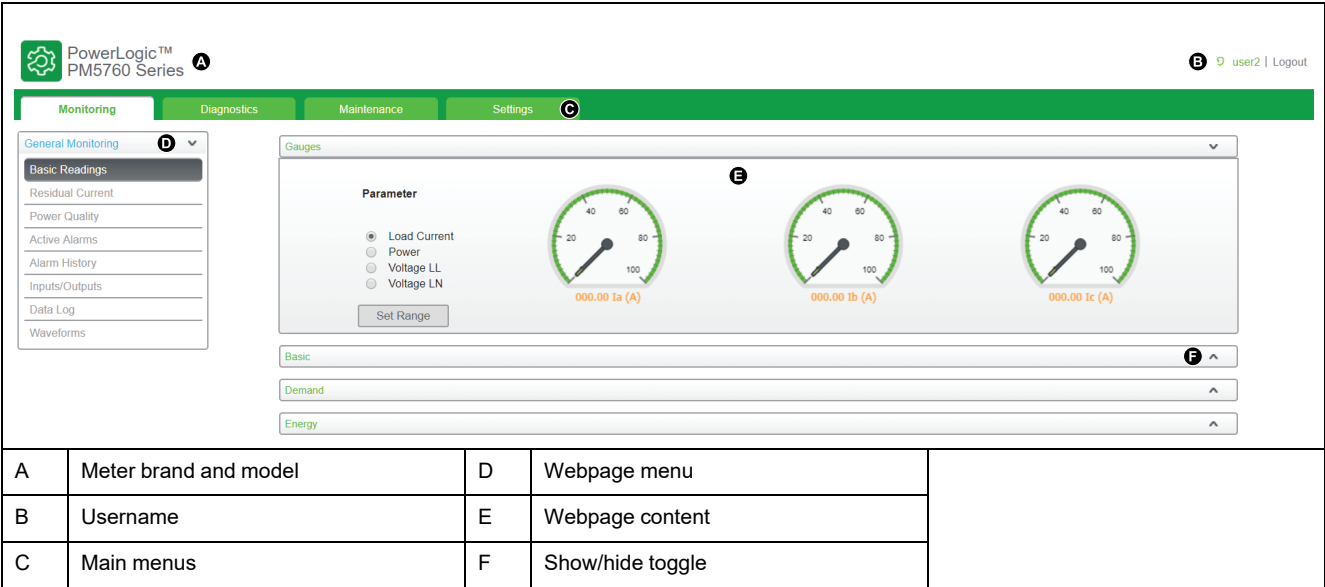 PowerLogic™
PM5760 Series A
B user2 | Logout
Monitoring Diagnostics Maintenance Settings C
General Monitoring D
Basic Readings
Residual Current
Power Quality
Active Alarms
Alarm History
Inputs/Outputs
Data Log
Waveforms
Gauges
E
Parameter
Load Current
Power
Voltage LL
Voltage LN
Set Range
20 40 60 80 100
000.00 Ia (A)
20 40 60 80 100
000.00 Ib (A)
20 40 60 80 100
000.00 Ic (A)
Basic F
Demand
Energy
A Meter brand and model D Webpage menu
B Username E Webpage content
C Main menus F Show/hide toggle